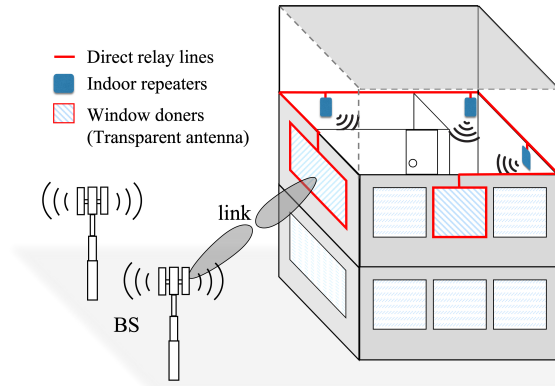 Direct relay lines
Indoor repeaters
Window doners
(Transparent antenna)
link
BS